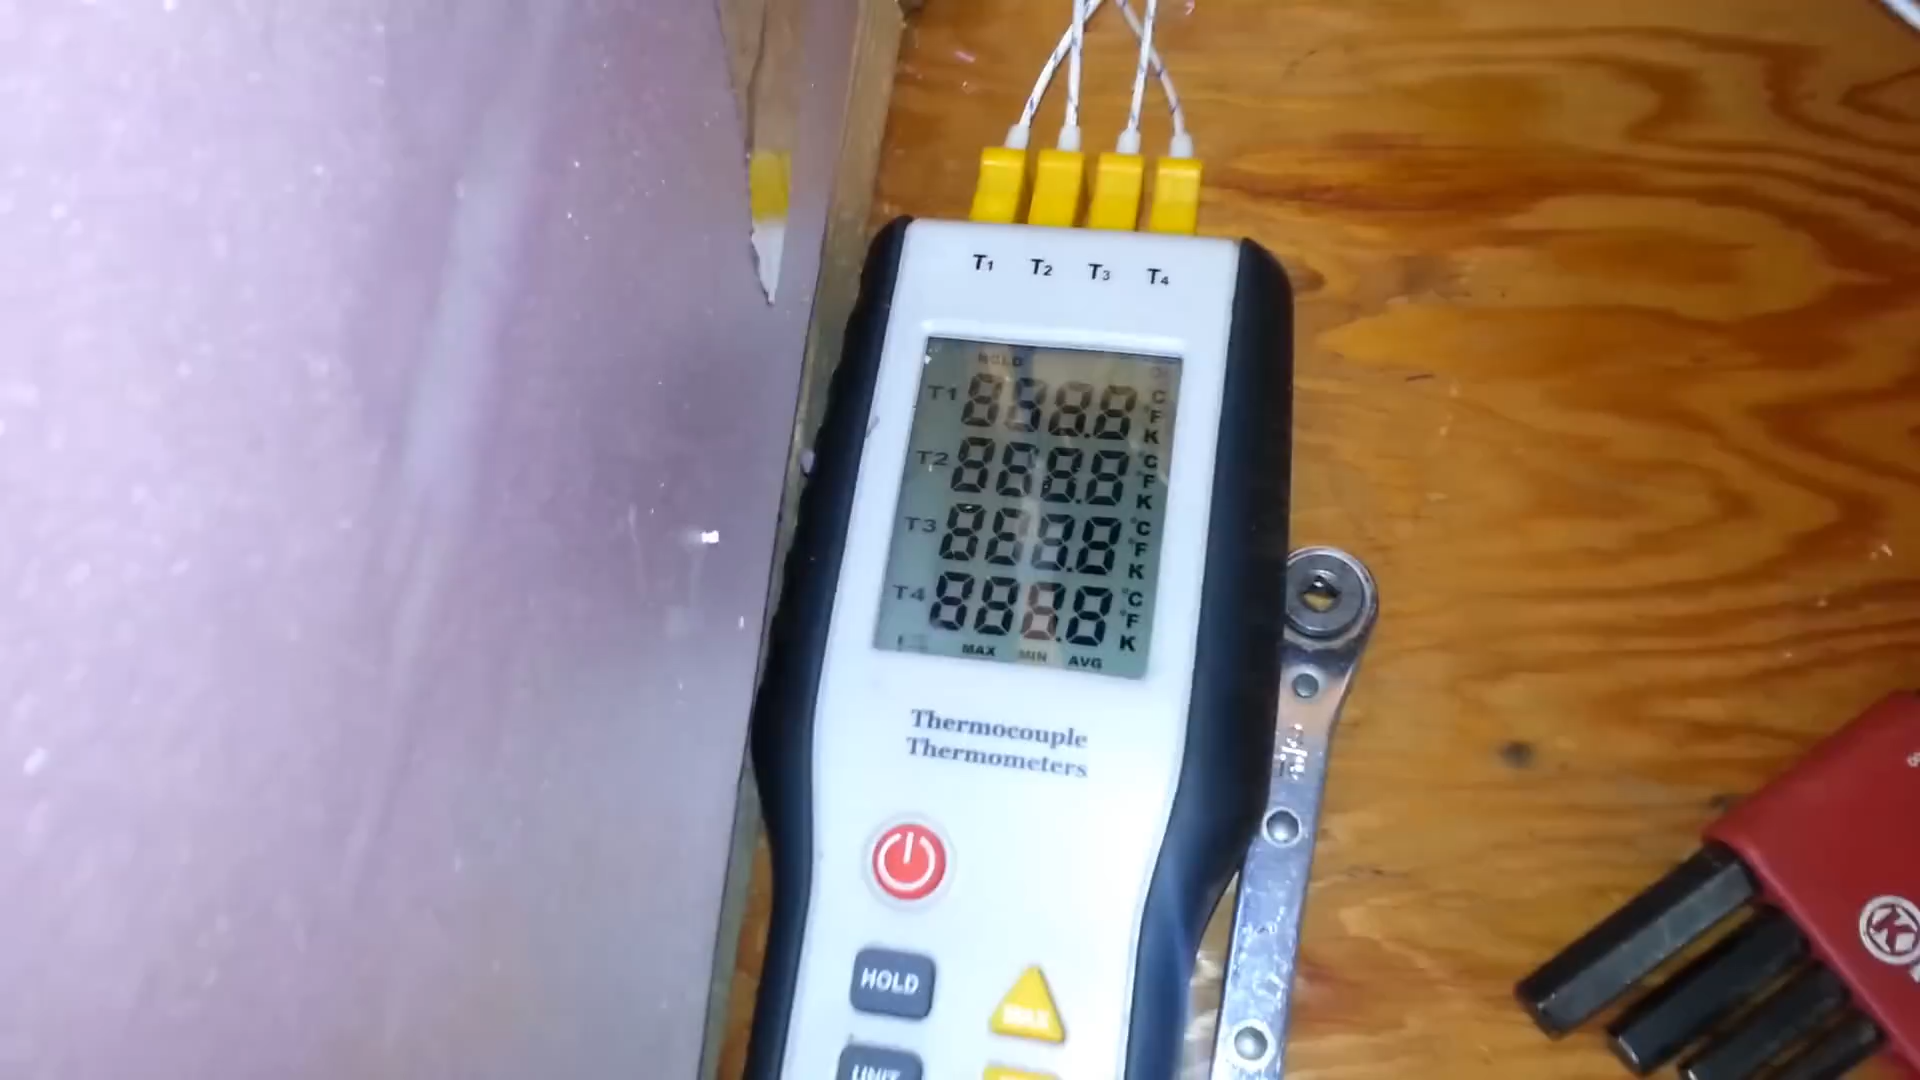 T1 T2 T3 T4
HOLD
T1 888.8 °C °F K
T2 888.8 °C °F K
T3 888.8 °C °F K
T4 888.8 °C °F K
MAX MIN AVG
Thermocouple
Thermometers
HOLD
MAX
UNIT